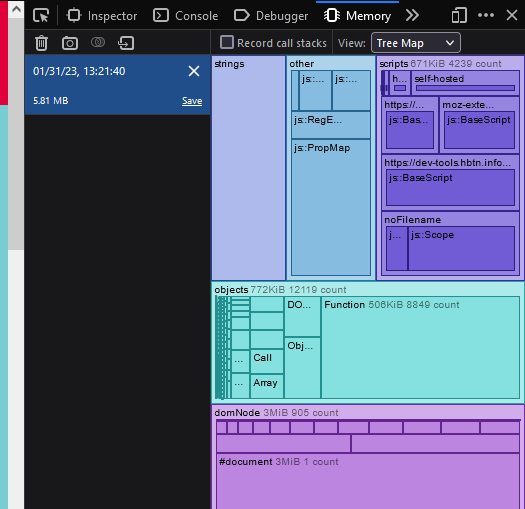 Inspector Console Debugger Memory
Record call stacks View: Tree Map
01/31/23, 13:21:40
5.81 MB Save
strings
other
js::... js::...
js::RegE...
js::PropMap
scripts 671KiB 4239 count
h... self-hosted
https://... moz-exte...
js::Bas... js::BaseScript
https://dev-tools.hbtn.info...
js::BaseScript
noFilename
j... js::Scope
objects 772KiB 12119 count
DO... Function 506KiB 8849 count
Obj...
... Call
... Array
domNode 3MiB 905 count
#document 3MiB 1 count